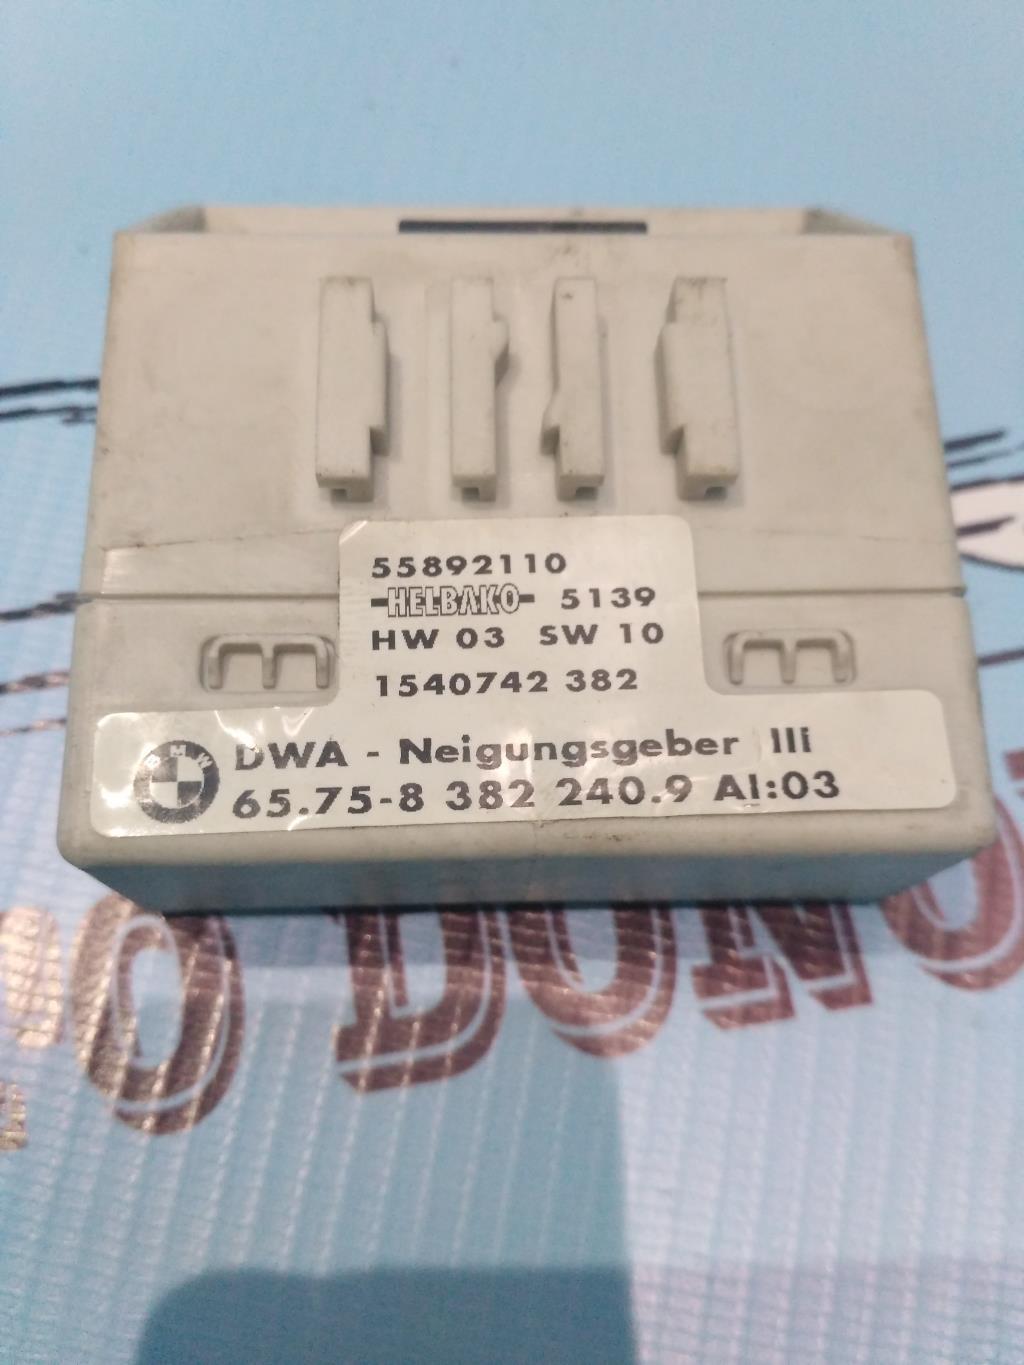 55892110
HELBAKO 5139
HW 03 SW 10
1540742 382
BMW
DWA - Neigungsgeber III
65.75-8 382 240.9 AI:03